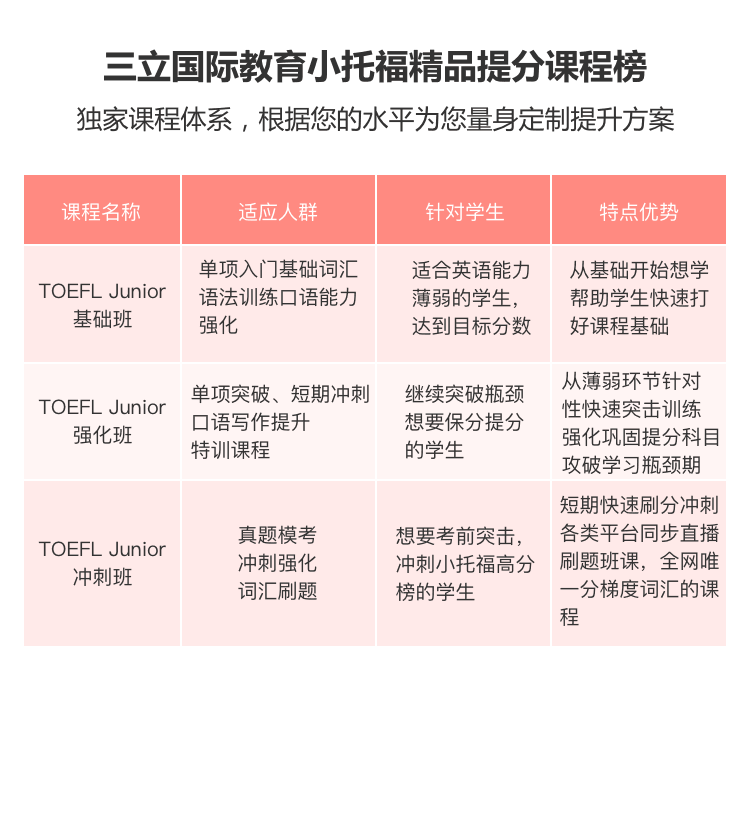 三立国际教育小托福精品提分课程榜
独家课程体系，根据您的水平为您量身定制提升方案
课程名称
适应人群
针对学生
特点优势
TOEFL Junior
基础班
单项入门基础词汇
语法训练口语能力
强化
适合英语能力
薄弱的学生，
达到目标分数
从基础开始想学
帮助学生快速打
好课程基础
TOEFL Junior
强化班
单项突破、短期冲刺
口语写作提升
特训课程
继续突破瓶颈
想要保分提分
的学生
从薄弱环节针对
性快速突击训练
强化巩固提分科目
攻破学习瓶颈期
TOEFL Junior
冲刺班
真题模考
冲刺强化
词汇刷题
想要考前突击，
冲刺小托福高分
榜的学生
短期快速刷分冲刺
各类平台同步直播
刷题班课，全网唯
一分梯度词汇的课
程